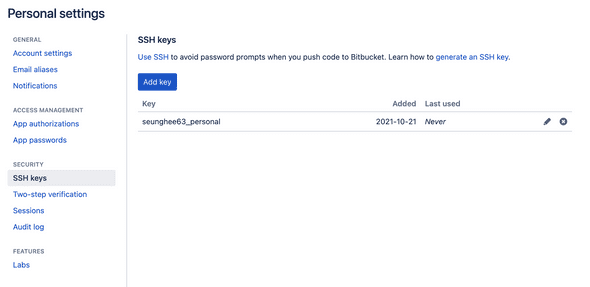 Personal settings
GENERAL
Account settings
Email aliases
Notifications
ACCESS MANAGEMENT
App authorizations
App passwords
SECURITY
SSH keys
Two-step verification
Sessions
Audit log
FEATURES
Labs
SSH keys
Use SSH to avoid password prompts when you push code to Bitbucket. Learn how to generate an SSH key.
Add key
Key Added Last used
seunghee63_personal 2021-10-21 Never